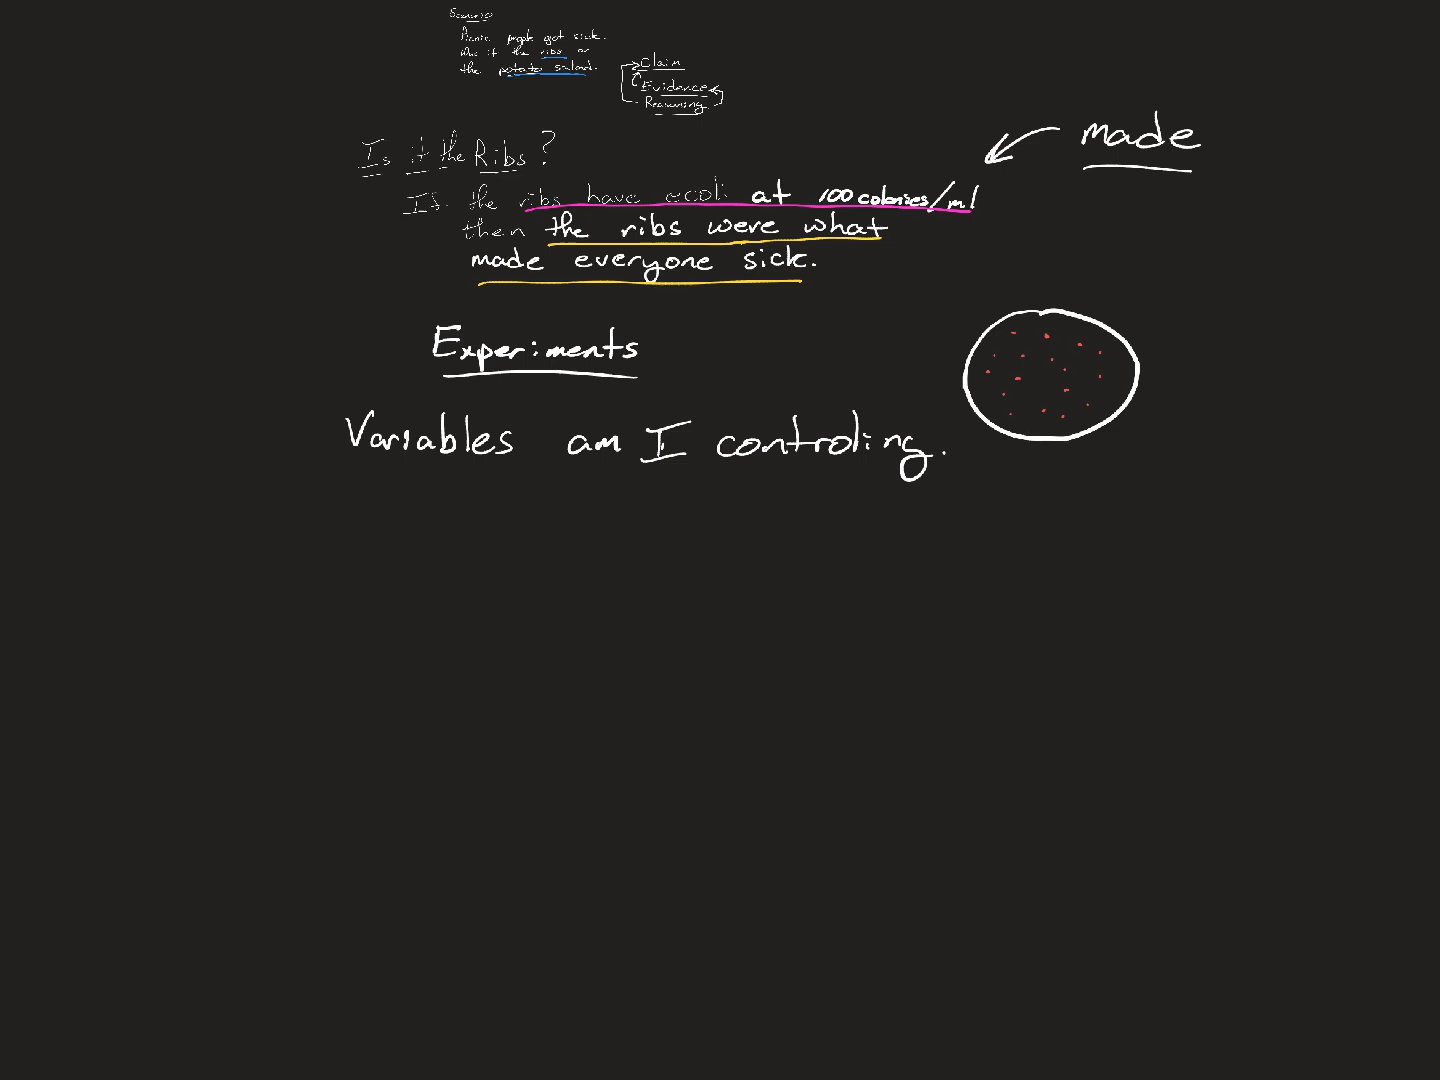 Scenario
Picnic people got sick.
Was it the ribs or
the potato salad.
Claim
Evidence
Reasoning
made
Is it the Ribs?
If the ribs have ecoli at 100 colonies/ml
then the ribs were what
made everyone sick.
Experiments
Variables am I controling.